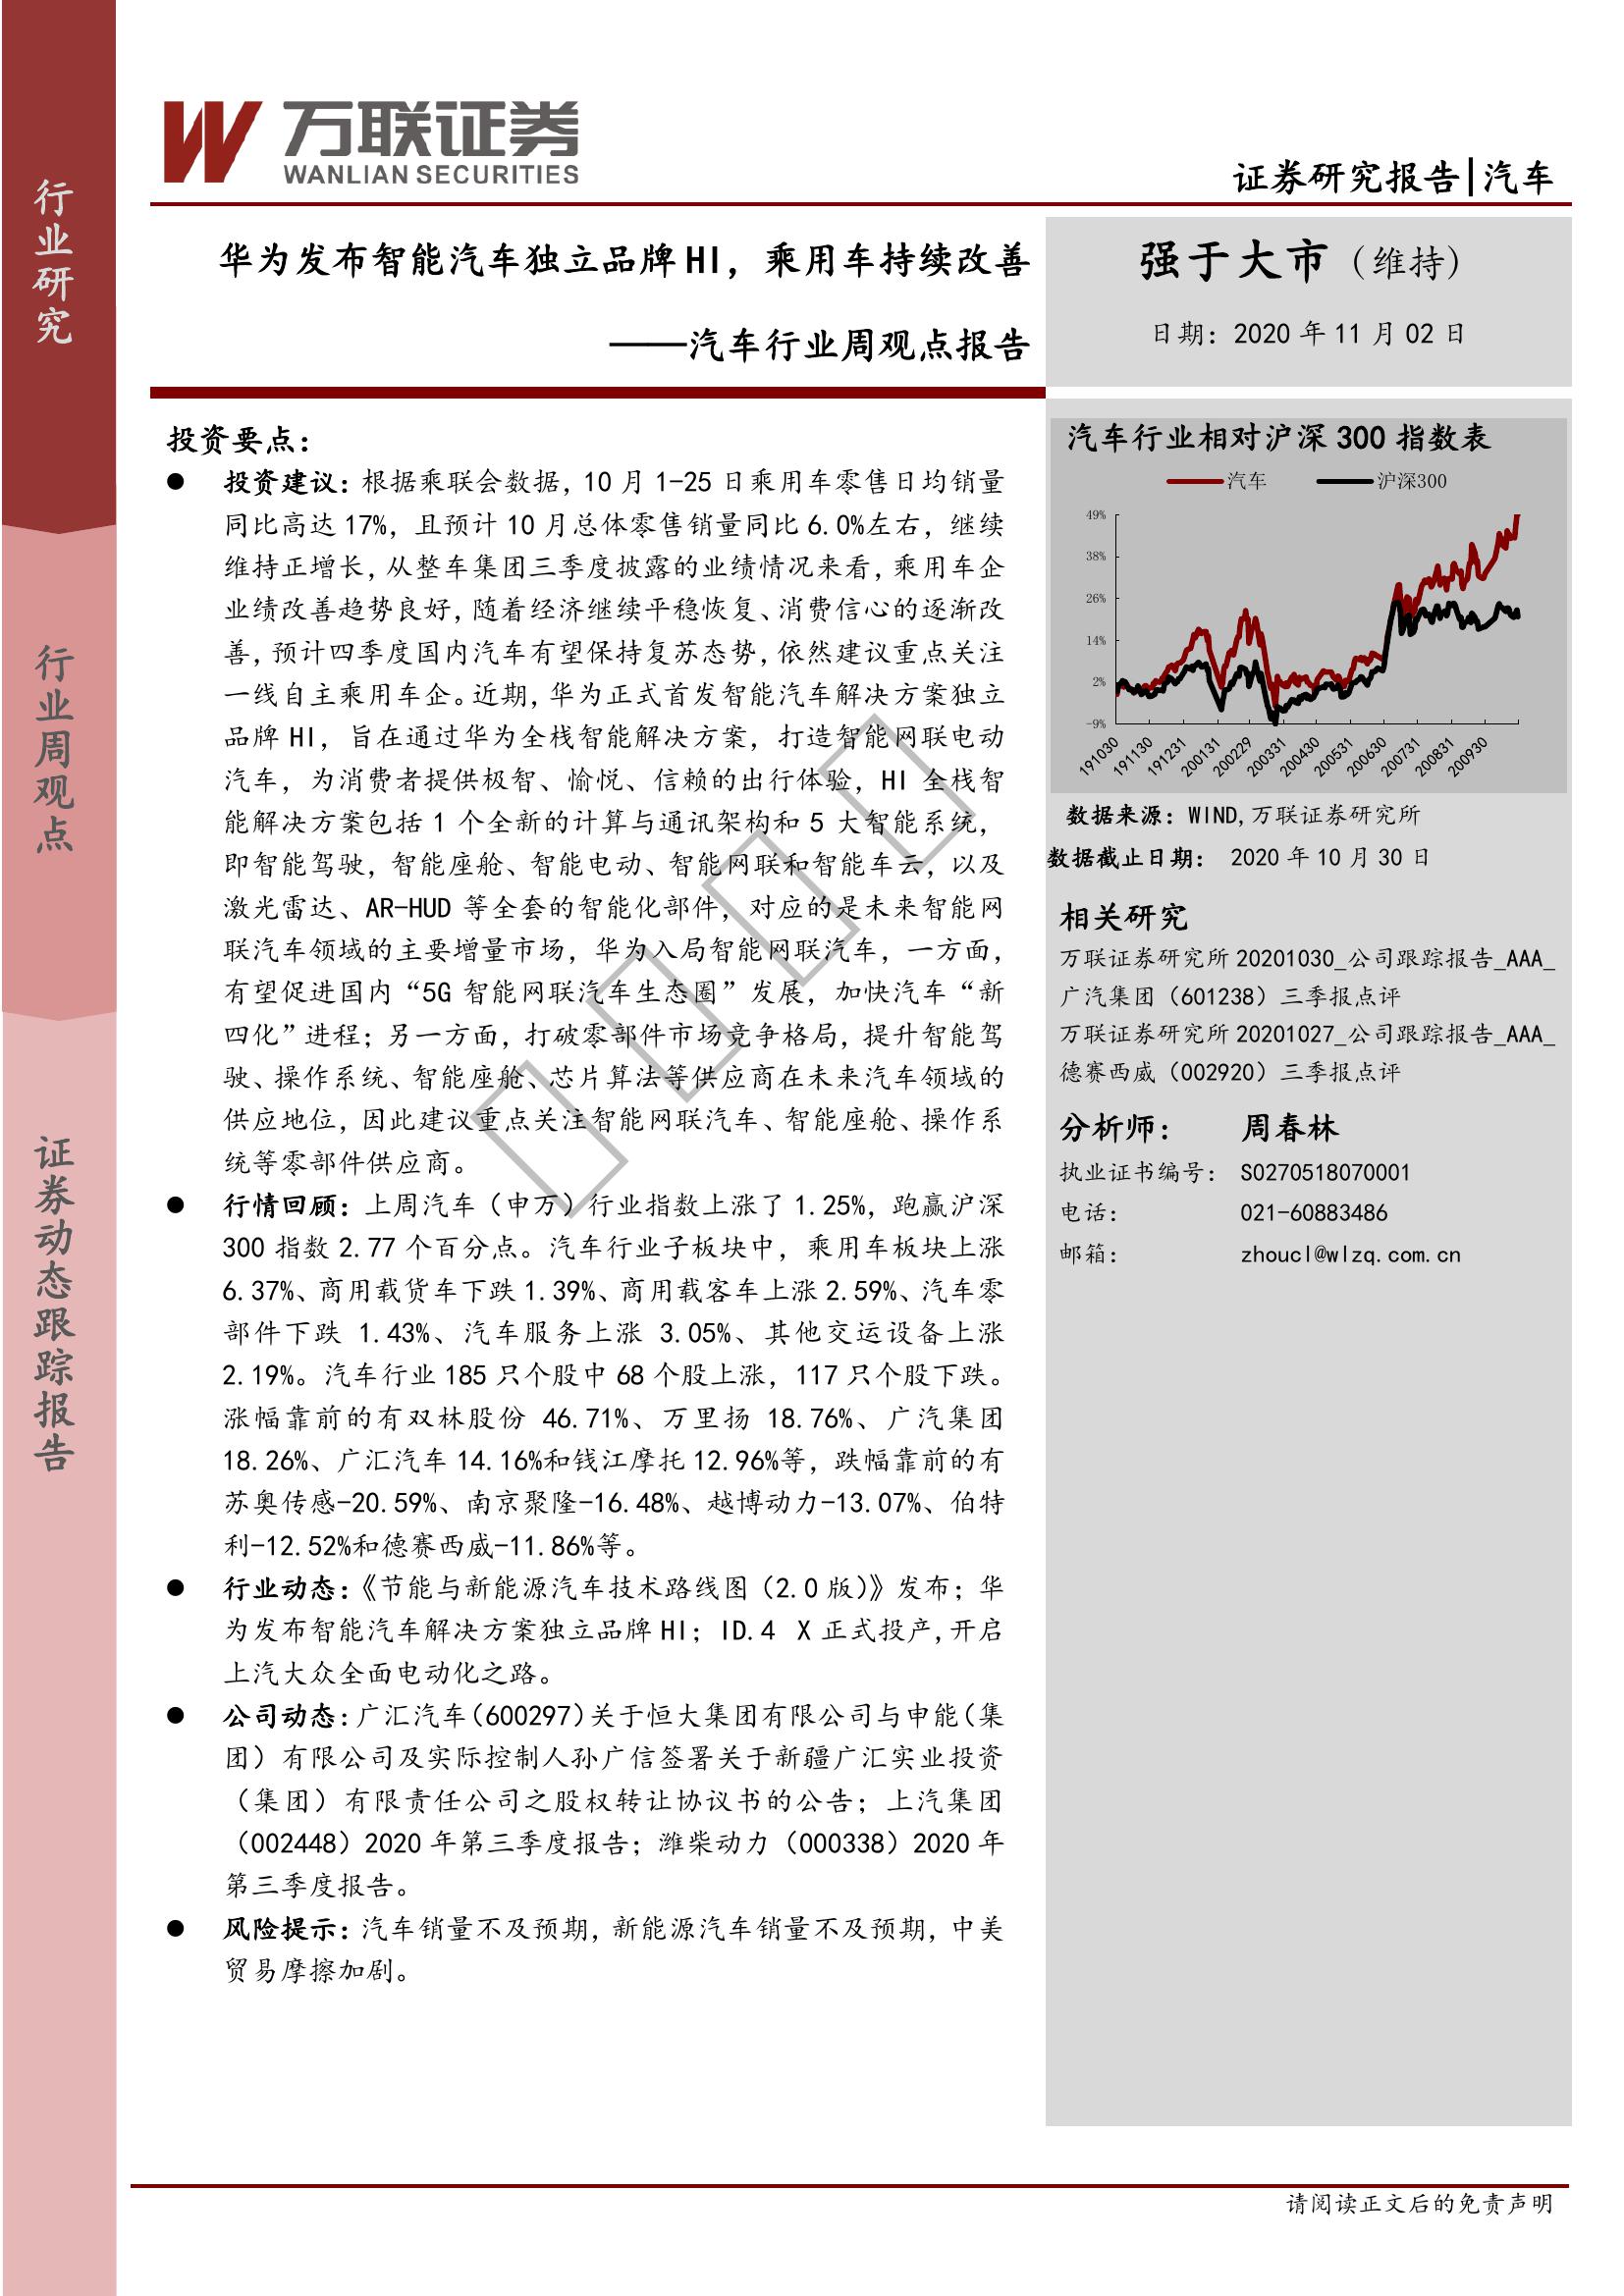 行业研究
行业周观点
证券动态跟踪报告
万联证券
WANLIAN SECURITIES
证券研究报告|汽车
华为发布智能汽车独立品牌HI，乘用车持续改善
——汽车行业周观点报告
强于大市（维持）
日期：2020年11月02日
投资要点：
● 投资建议：根据乘联会数据，10月1-25日乘用车零售日均销量
同比高达17%，且预计10月总体零售销量同比6.0%左右，继续
维持正增长，从整车集团三季度披露的业绩情况来看，乘用车企
业绩改善趋势良好，随着经济继续平稳恢复、消费信心的逐渐改
善，预计四季度国内汽车有望保持复苏态势，依然建议重点关注
一线自主乘用车企。近期，华为正式首发智能汽车解决方案独立
品牌HI，旨在通过华为全栈智能解决方案，打造智能网联电动
汽车，为消费者提供极智、愉悦、信赖的出行体验，HI全栈智
能解决方案包括1个全新的计算与通讯架构和5大智能系统，
即智能驾驶，智能座舱、智能电动、智能网联和智能车云，以及
激光雷达、AR-HUD等全套的智能化部件，对应的是未来智能网
联汽车领域的主要增量市场，华为入局智能网联汽车，一方面，
有望促进国内“5G智能网联汽车生态圈”发展，加快汽车“新
四化”进程；另一方面，打破零部件市场竞争格局，提升智能驾
驶、操作系统、智能座舱、芯片算法等供应商在未来汽车领域的
供应地位，因此建议重点关注智能网联汽车、智能座舱、操作系
统等零部件供应商。
● 行情回顾：上周汽车（申万）行业指数上涨了1.25%，跑赢沪深
300指数2.77个百分点。汽车行业子板块中，乘用车板块上涨
6.37%、商用载货车下跌1.39%、商用载客车上涨2.59%、汽车零
部件下跌1.43%、汽车服务上涨3.05%、其他交运设备上涨
2.19%。汽车行业185只个股中68个股上涨，117只个股下跌。
涨幅靠前的有双林股份46.71%、万里扬18.76%、广汽集团
18.26%、广汇汽车14.16%和钱江摩托12.96%等，跌幅靠前的有
苏奥传感-20.59%、南京聚隆-16.48%、越博动力-13.07%、伯特
利-12.52%和德赛西威-11.86%等。
● 行业动态：《节能与新能源汽车技术路线图（2.0版）》发布；华
为发布智能汽车解决方案独立品牌HI；ID.4 X正式投产,开启
上汽大众全面电动化之路。
● 公司动态：广汇汽车（600297）关于恒大集团有限公司与申能（集
团）有限公司及实际控制人孙广信签署关于新疆广汇实业投资
（集团）有限责任公司之股权转让协议书的公告；上汽集团
（002448）2020年第三季度报告；潍柴动力（000338）2020年
第三季度报告。
● 风险提示：汽车销量不及预期，新能源汽车销量不及预期，中美
贸易摩擦加剧。
汽车行业相对沪深300指数表
汽车 沪深300
49%
38%
26%
14%
2%
-9%
191030 191130 191231 200131 200229 200331 200430 200531 200630 200731 200831 200930
数据来源：WIND,万联证券研究所
数据截止日期： 2020年10月30日
相关研究
万联证券研究所20201030_公司跟踪报告_AAA_
广汽集团（601238）三季报点评
万联证券研究所20201027_公司跟踪报告_AAA_
德赛西威（002920）三季报点评
分析师： 周春林
执业证书编号： S0270518070001
电话： 021-60883486
邮箱： zhoucl@wlzq.com.cn
请阅读正文后的免责声明